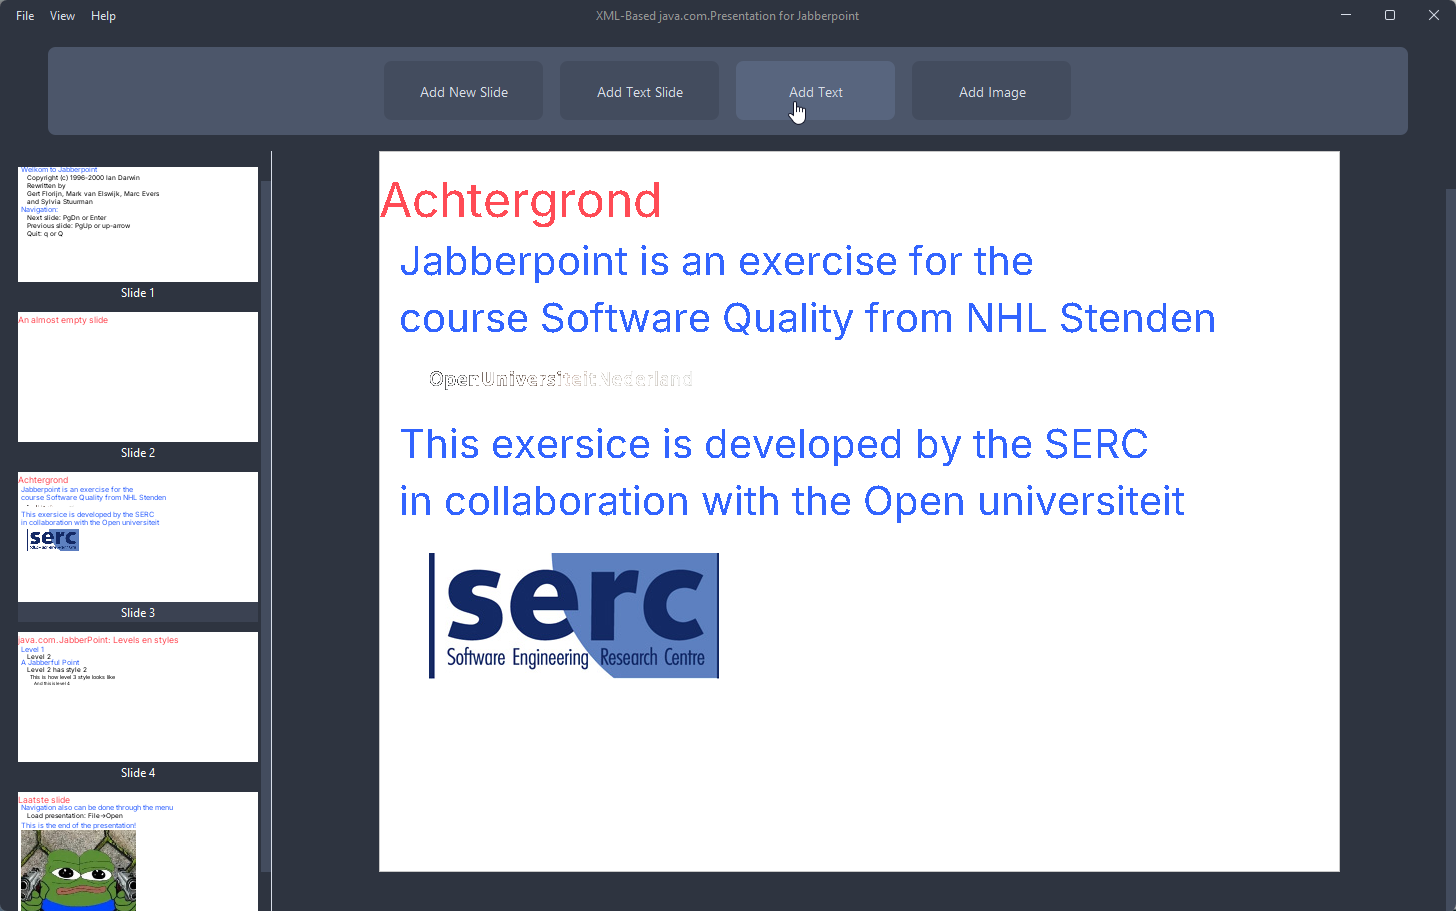 File View Help
XML-Based java.com.Presentation for Jabberpoint
Add New Slide
Add Text Slide
Add Text
Add Image
Welkom to Jabberpoint
Copyright (c) 1996-2000 Ian Darwin
Rewritten by
Gert Florijn, Mark van Elswijk, Marc Evers
and Sylvia Stuurman
Navigation:
Next slide: PgDn or Enter
Previous slide: PgUp or up-arrow
Quit: q or Q
Slide 1
An almost empty slide
Slide 2
Achtergrond
Jabberpoint is an exercise for the
course Software Quality from NHL Stenden
This exersice is developed by the SERC
in collaboration with the Open universiteit
serc
Slide 3
java.com.JabberPoint: Levels en styles
Level 1
Level 2
A Jabberful Point
Level 2 has style 2
This is how level 3 style looks like
And this is level 4
Slide 4
Laatste slide
Navigation also can be done through the menu
Load presentation: File->Open
This is the end of the presentation!
Achtergrond
Jabberpoint is an exercise for the
course Software Quality from NHL Stenden
OpenUniversiteitNederland
This exersice is developed by the SERC
in collaboration with the Open universiteit
serc
Software Engineering Research Centre